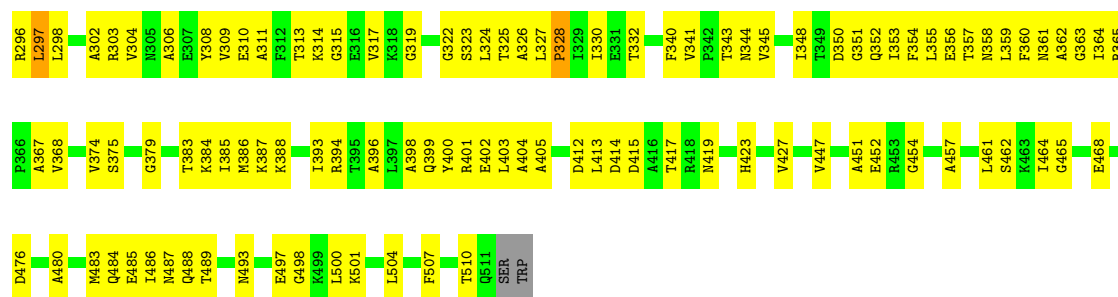 R296 L297 L298 A302 R303 V304 N305 A306 E307 Y308 V309 E310 A311 F312 T313 K314 G315 E316 V317 K318 G319 G322 S323 L324 T325 A326 L327 P328 I329 I330 E331 T332 F340 V341 P342 T343 N344 V345 I348 T349 D350 G351 Q352 I353 F354 L355 E356 T357 N358 L359 F360 N361 A362 G363 I364 R365
P366 A367 V368 V374 S375 G379 T383 K384 I385 M386 K387 K388 I393 R394 T395 A396 L397 A398 Q399 Y400 R401 E402 L403 A404 A405 D412 L413 D414 D415 A416 T417 R418 N419 H423 V427 V447 A451 E452 R453 G454 A457 L461 S462 K463 I464 G465 E468
D476 A480 M483 Q484 E485 I486 N487 Q488 T489 N493 E497 G498 K499 L500 K501 L504 F507 T510 Q511 SER TRP